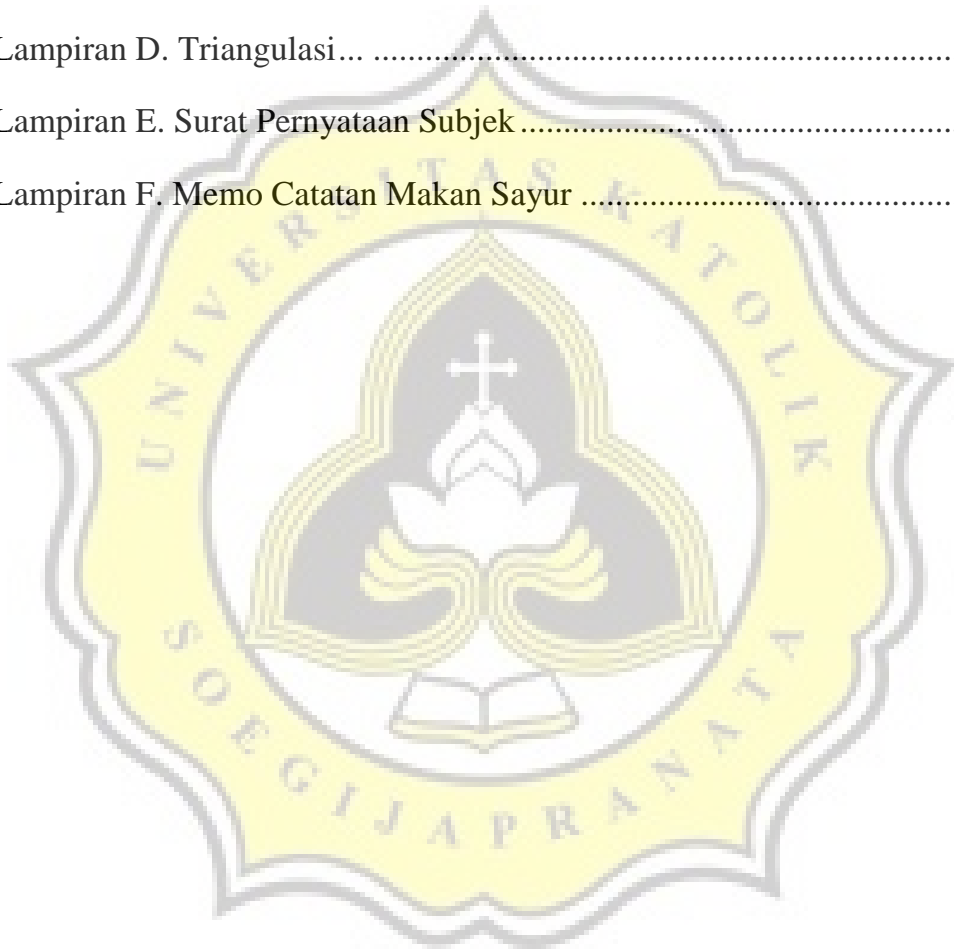 Lampiran D. Triangulasi... ........................................................................
Lampiran E. Surat Pernyataan Subjek ..................................................
Lampiran F. Memo Catatan Makan Sayur ...........................................
UNIVERSITAS KATOLIK
SOEGIJAPRANATA